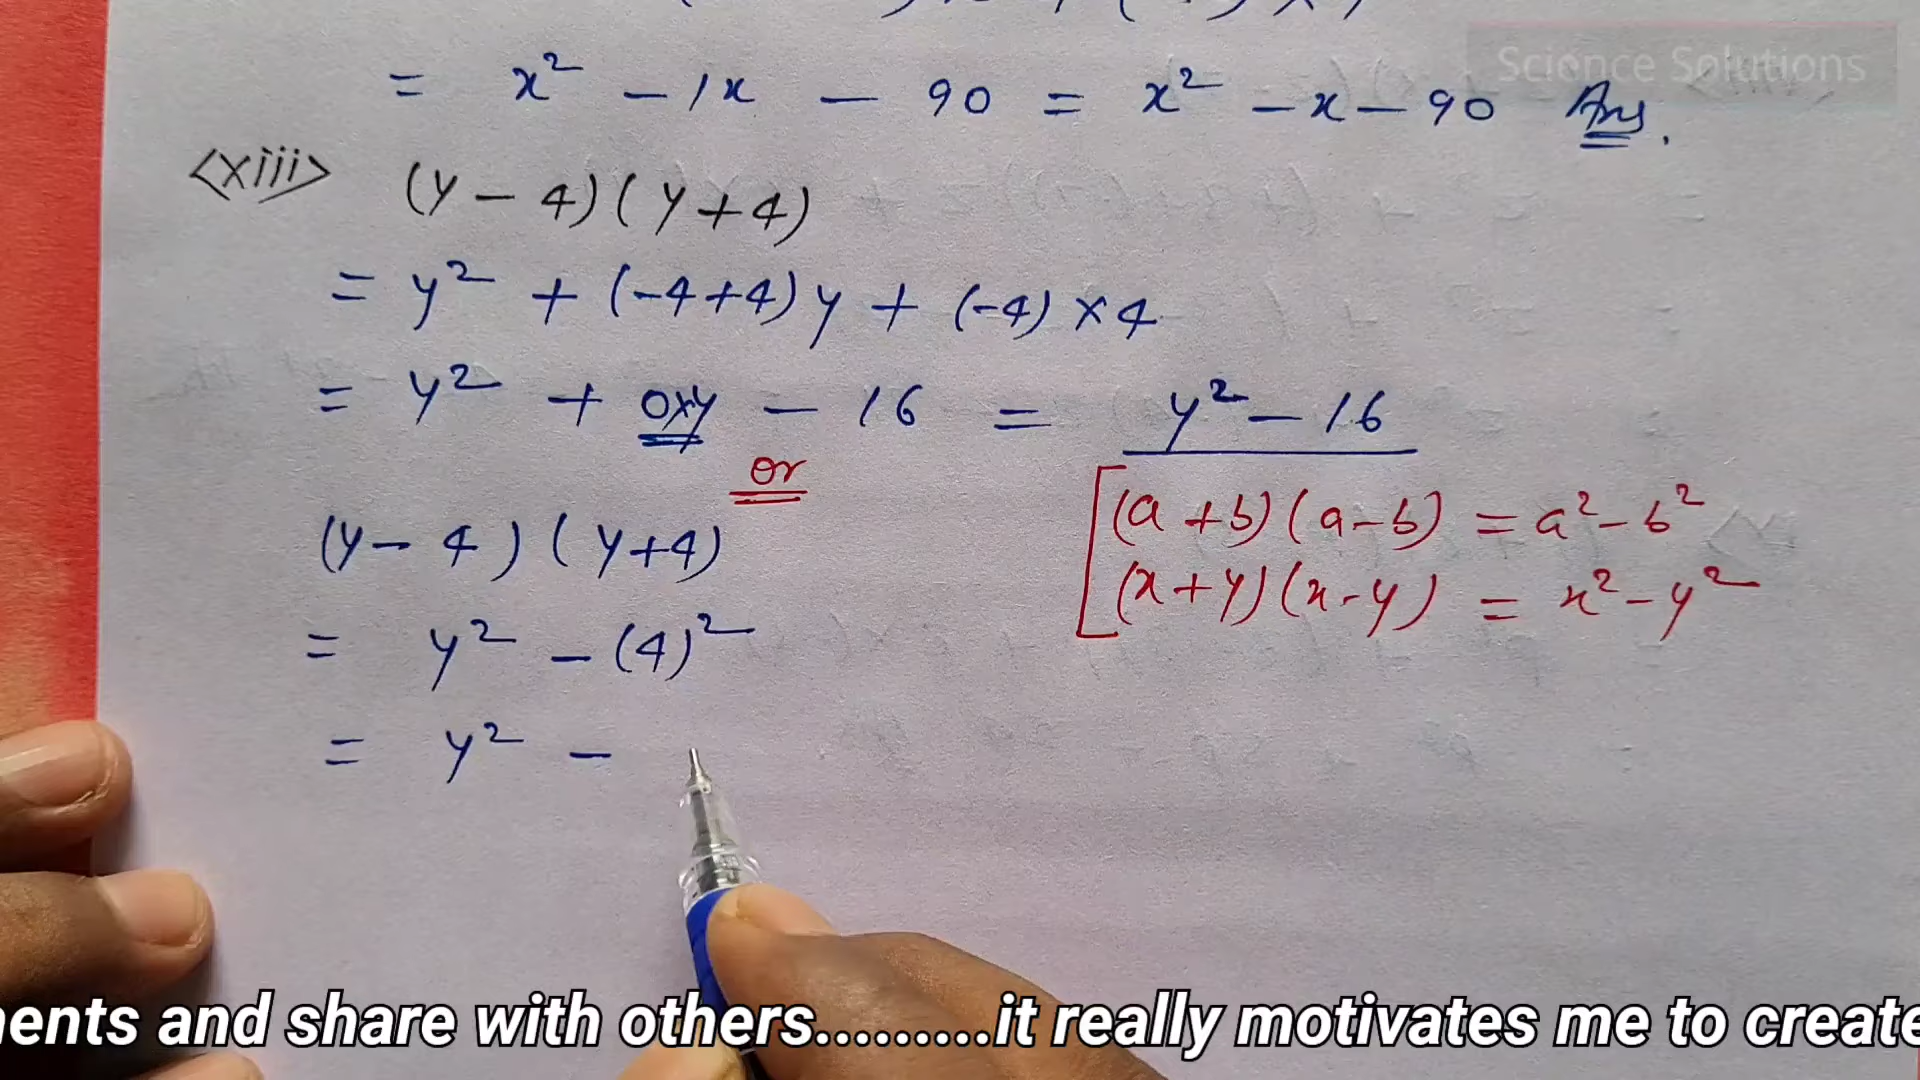 Science Solutions
= x² - 1x - 90 = x² - x - 90 Ans.
<xiii> (y - 4)(y + 4)
= y² + (-4+4)y + (-4) × 4
= y² + 0×y - 16 = y² - 16
or
[(a + b)(a - b) = a² - b²
(x + y)(x - y) = x² - y²
(y - 4)(y + 4)
= y² - (4)²
= y² -
ents and share with others.........it really motivates me to create